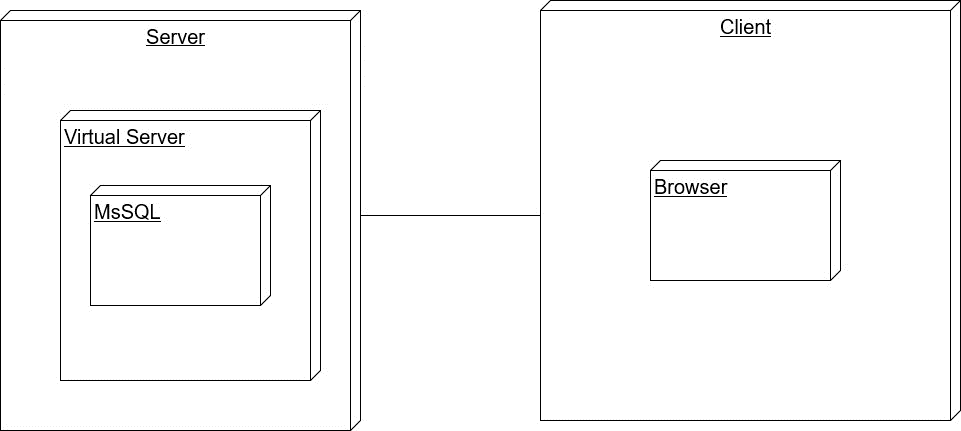 Server
Client
Virtual Server
MsSQL
Browser